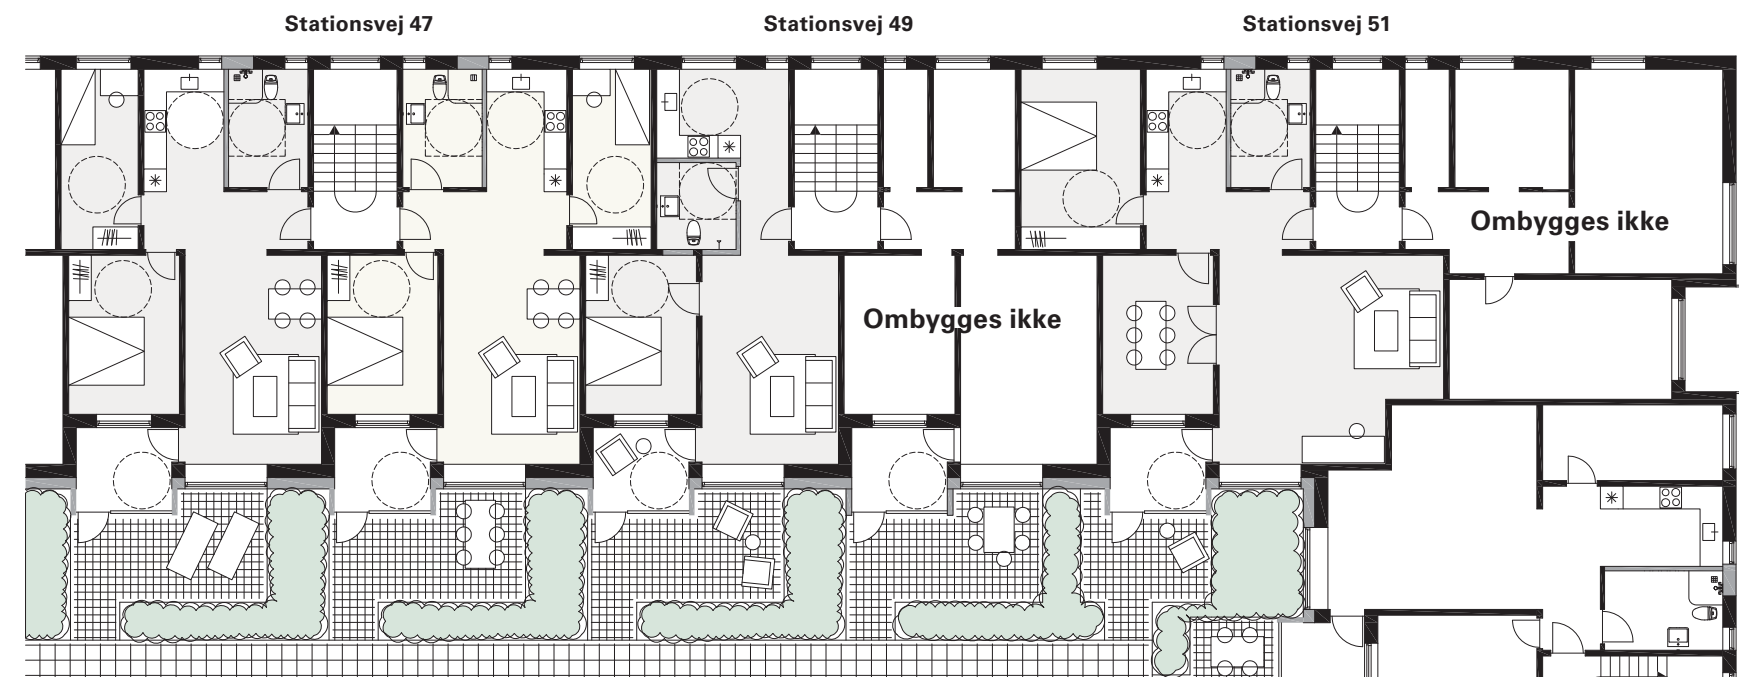 Stationsvej 47
Stationsvej 49
Stationsvej 51
Ombygges ikke
Ombygges ikke